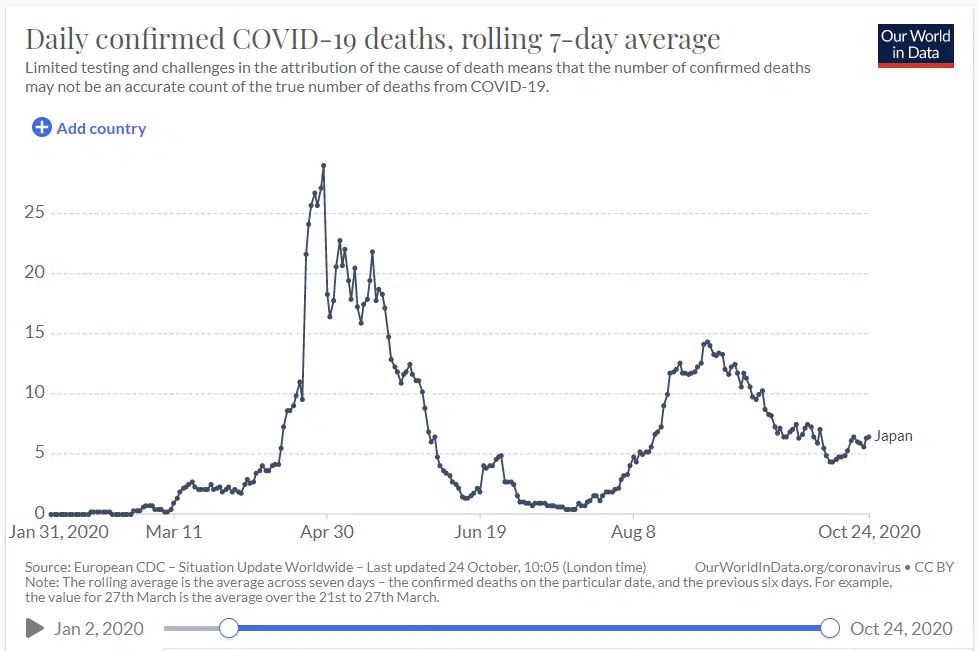 Daily confirmed COVID-19 deaths, rolling 7-day average
Our World
in Data
Limited testing and challenges in the attribution of the cause of death means that the number of confirmed deaths
may not be an accurate count of the true number of deaths from COVID-19.
Add country
25
20
15
10
5
0
Japan
Jan 31, 2020
Mar 11
Apr 30
Jun 19
Aug 8
Oct 24, 2020
Source: European CDC – Situation Update Worldwide – Last updated 24 October, 10:05 (London time)
OurWorldInData.org/coronavirus • CC BY
Note: The rolling average is the average across seven days – the confirmed deaths on the particular date, and the previous six days. For example,
the value for 27th March is the average over the 21st to 27th March.
Jan 2, 2020
Oct 24, 2020